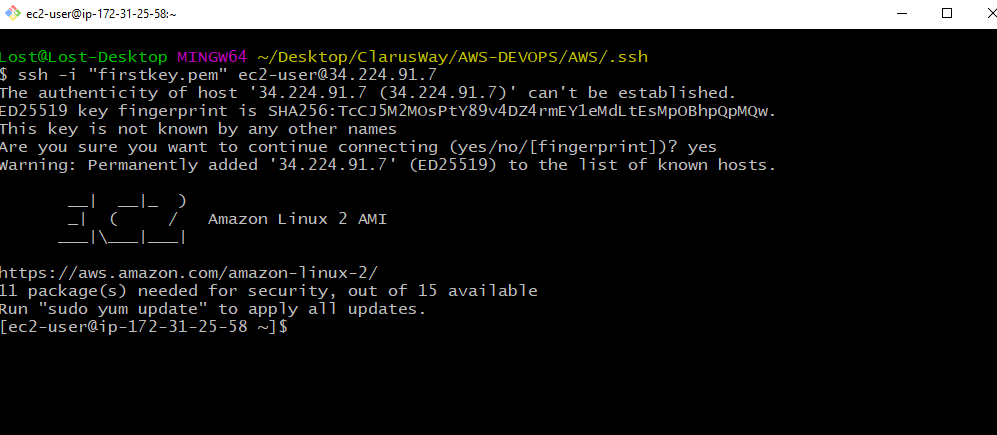 ec2-user@ip-172-31-25-58:~
Lost@Lost-Desktop MINGW64 ~/Desktop/ClarusWay/AWS-DEVOPS/AWS/.ssh
$ ssh -i "firstkey.pem" ec2-user@34.224.91.7
The authenticity of host '34.224.91.7 (34.224.91.7)' can't be established.
ED25519 key fingerprint is SHA256:TcCJ5M2MOsPtY89v4DZ4rmEY1eMdLtEsMpOBhpQpMQw.
This key is not known by any other names
Are you sure you want to continue connecting (yes/no/[fingerprint])? yes
Warning: Permanently added '34.224.91.7' (ED25519) to the list of known hosts.
       __|  __|_  )
       _|  (     /   Amazon Linux 2 AMI
      ___|\___|___|
https://aws.amazon.com/amazon-linux-2/
11 package(s) needed for security, out of 15 available
Run "sudo yum update" to apply all updates.
[ec2-user@ip-172-31-25-58 ~]$